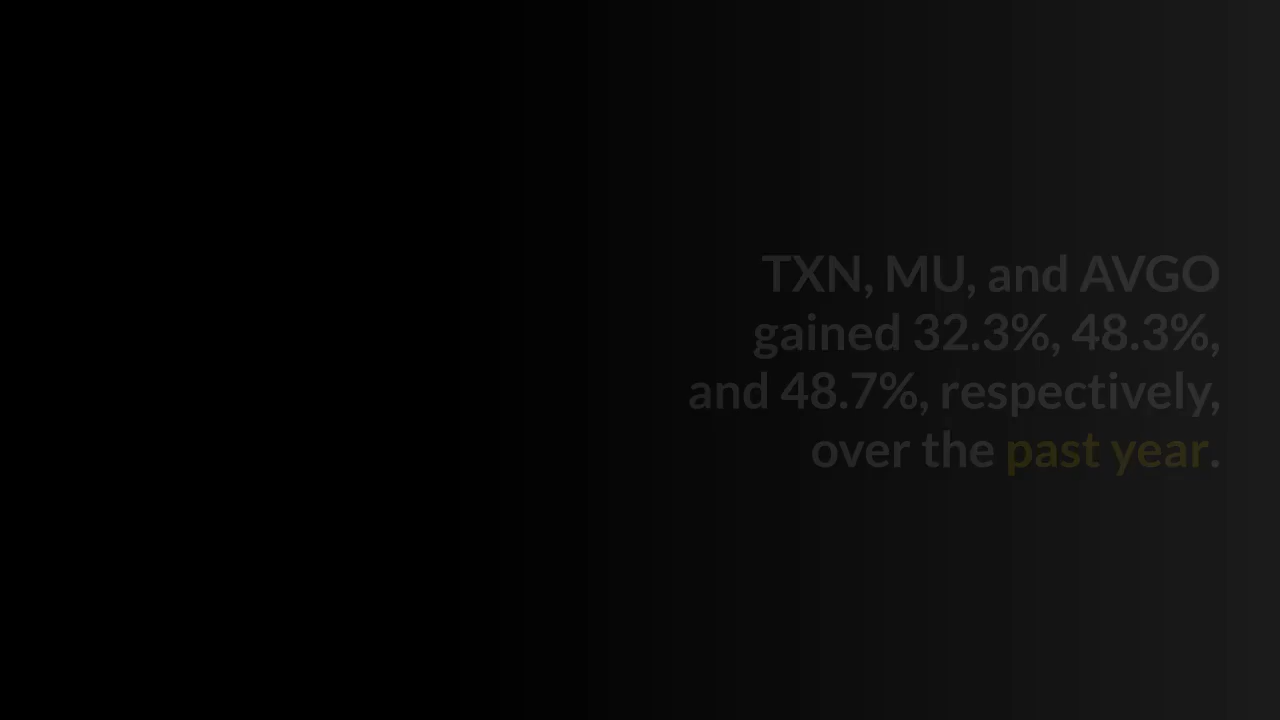 TXN, MU, and AVGO
gained 32.3%, 48.3%,
and 48.7%, respectively,
over the past year.